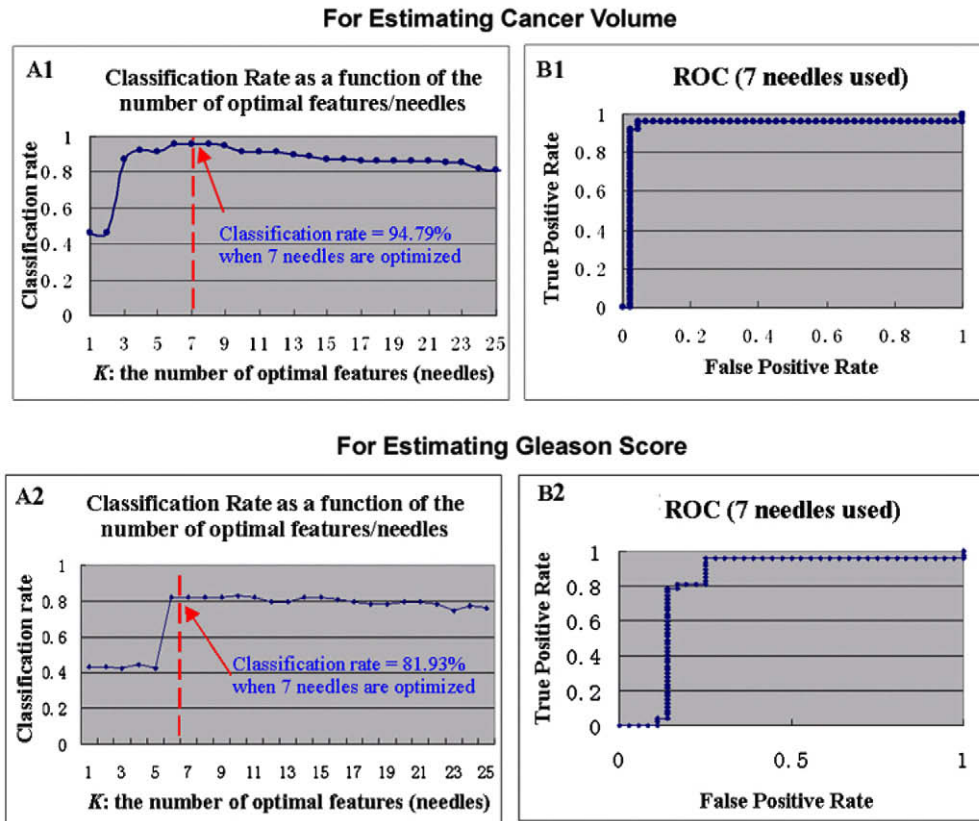 For Estimating Cancer Volume
A1
Classification Rate as a function of the
number of optimal features/needles
Classification rate
1
0. 8
0. 6
0. 4
0. 2
0
Classification rate = 94.79%
when 7 needles are optimized
1 3 5 7 9 11 13 15 17 19 21 23 25
K: the number of optimal features (needles)
B1
ROC (7 needles used)
True Positive Rate
1
0. 8
0. 6
0. 4
0. 2
0
0 0. 2 0. 4 0. 6 0. 8 1
False Positive Rate
For Estimating Gleason Score
A2
Classification Rate as a function of the
number of optimal features/needles
Classification rate
1
0. 8
0. 6
0. 4
0. 2
0
Classification rate = 81.93%
when 7 needles are optimized
1 3 5 7 9 11 13 15 17 19 21 23 25
K: the number of optimal features (needles)
B2
ROC (7 needles used)
True Positive Rate
1
0. 8
0. 6
0. 4
0. 2
0
0 0. 5 1
False Positive Rate